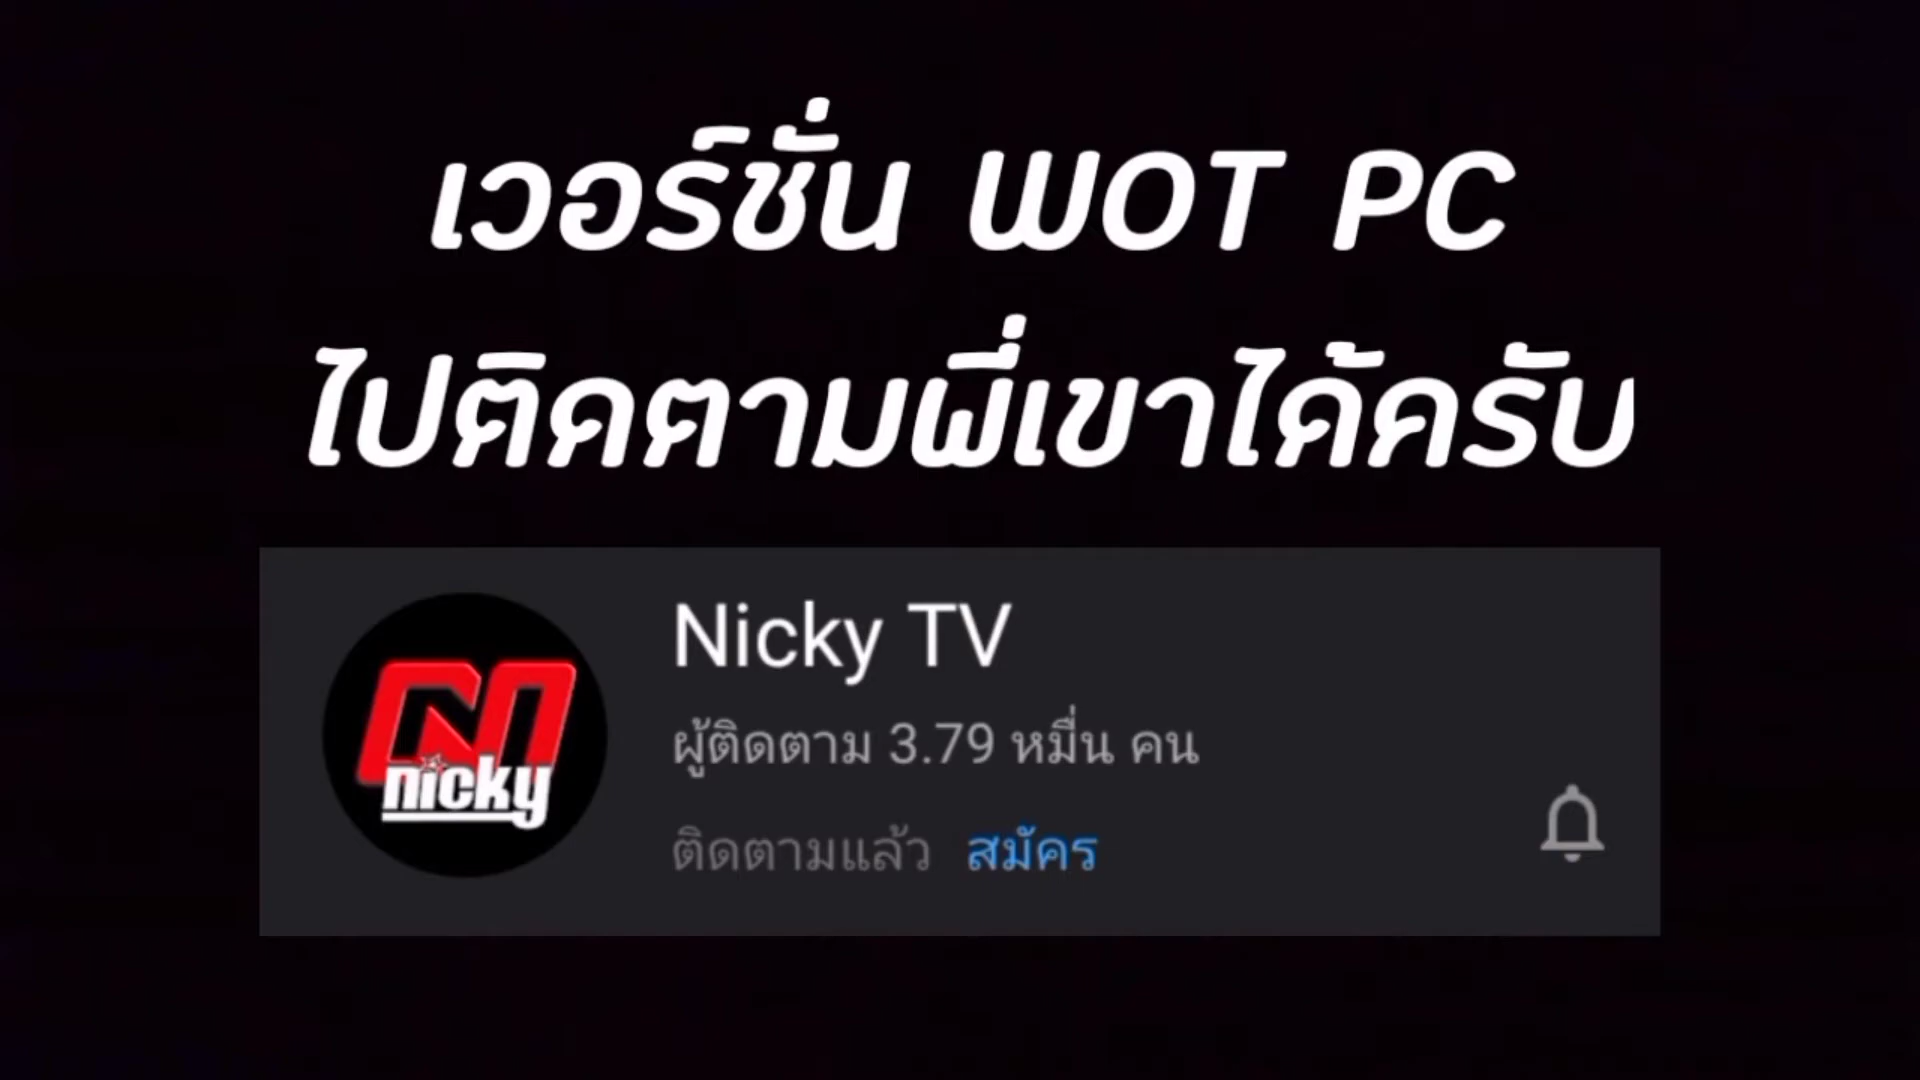 เวอร์ชั่น WOT PC
ไปติดตามพี่เขาได้ครับ
Nicky TV
nicky
ผู้ติดตาม 3.79 หมื่น คน
ติดตามแล้ว สมัคร